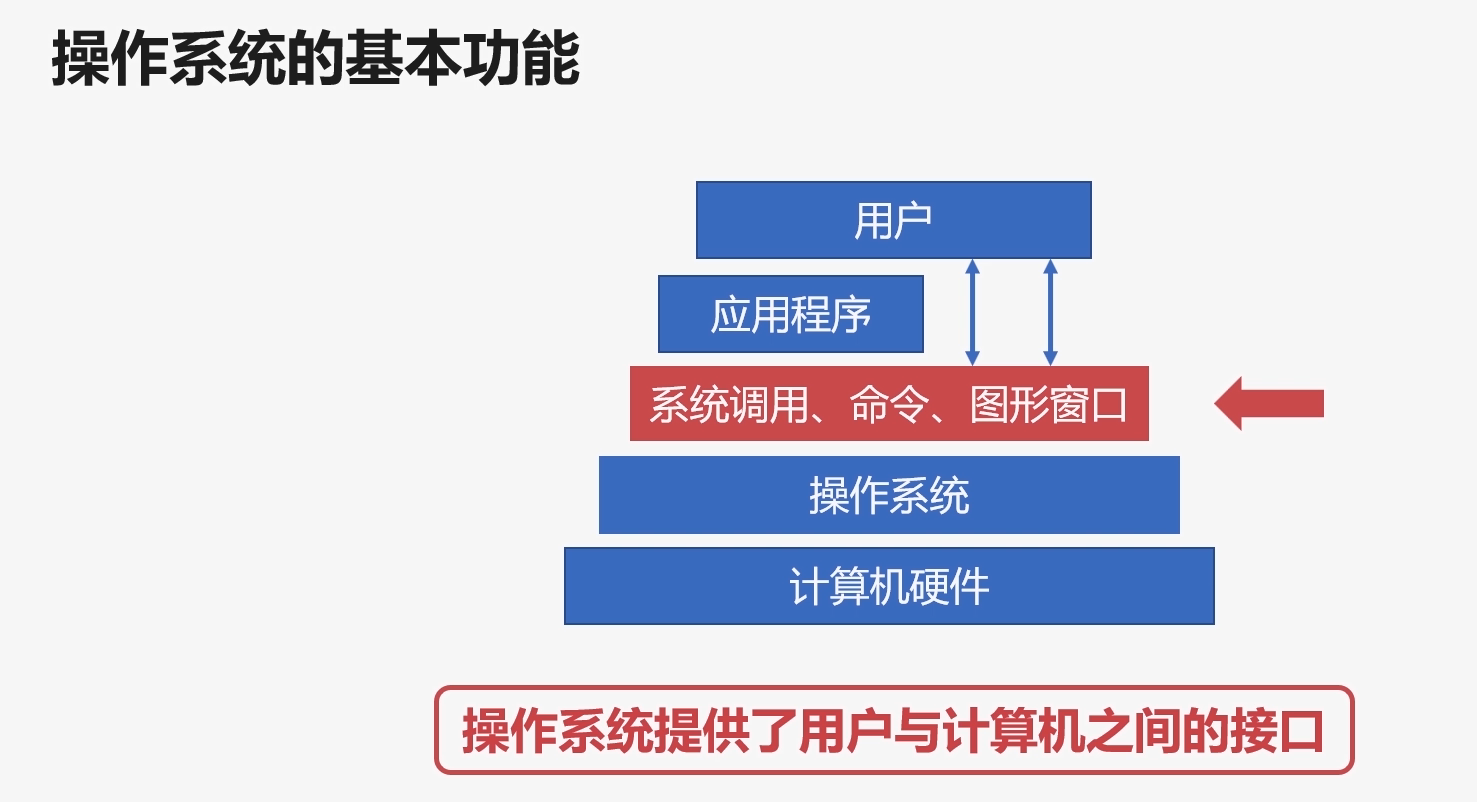 操作系统的基本功能
用户
应用程序
系统调用、命令、图形窗口
操作系统
计算机硬件
操作系统提供了用户与计算机之间的接口